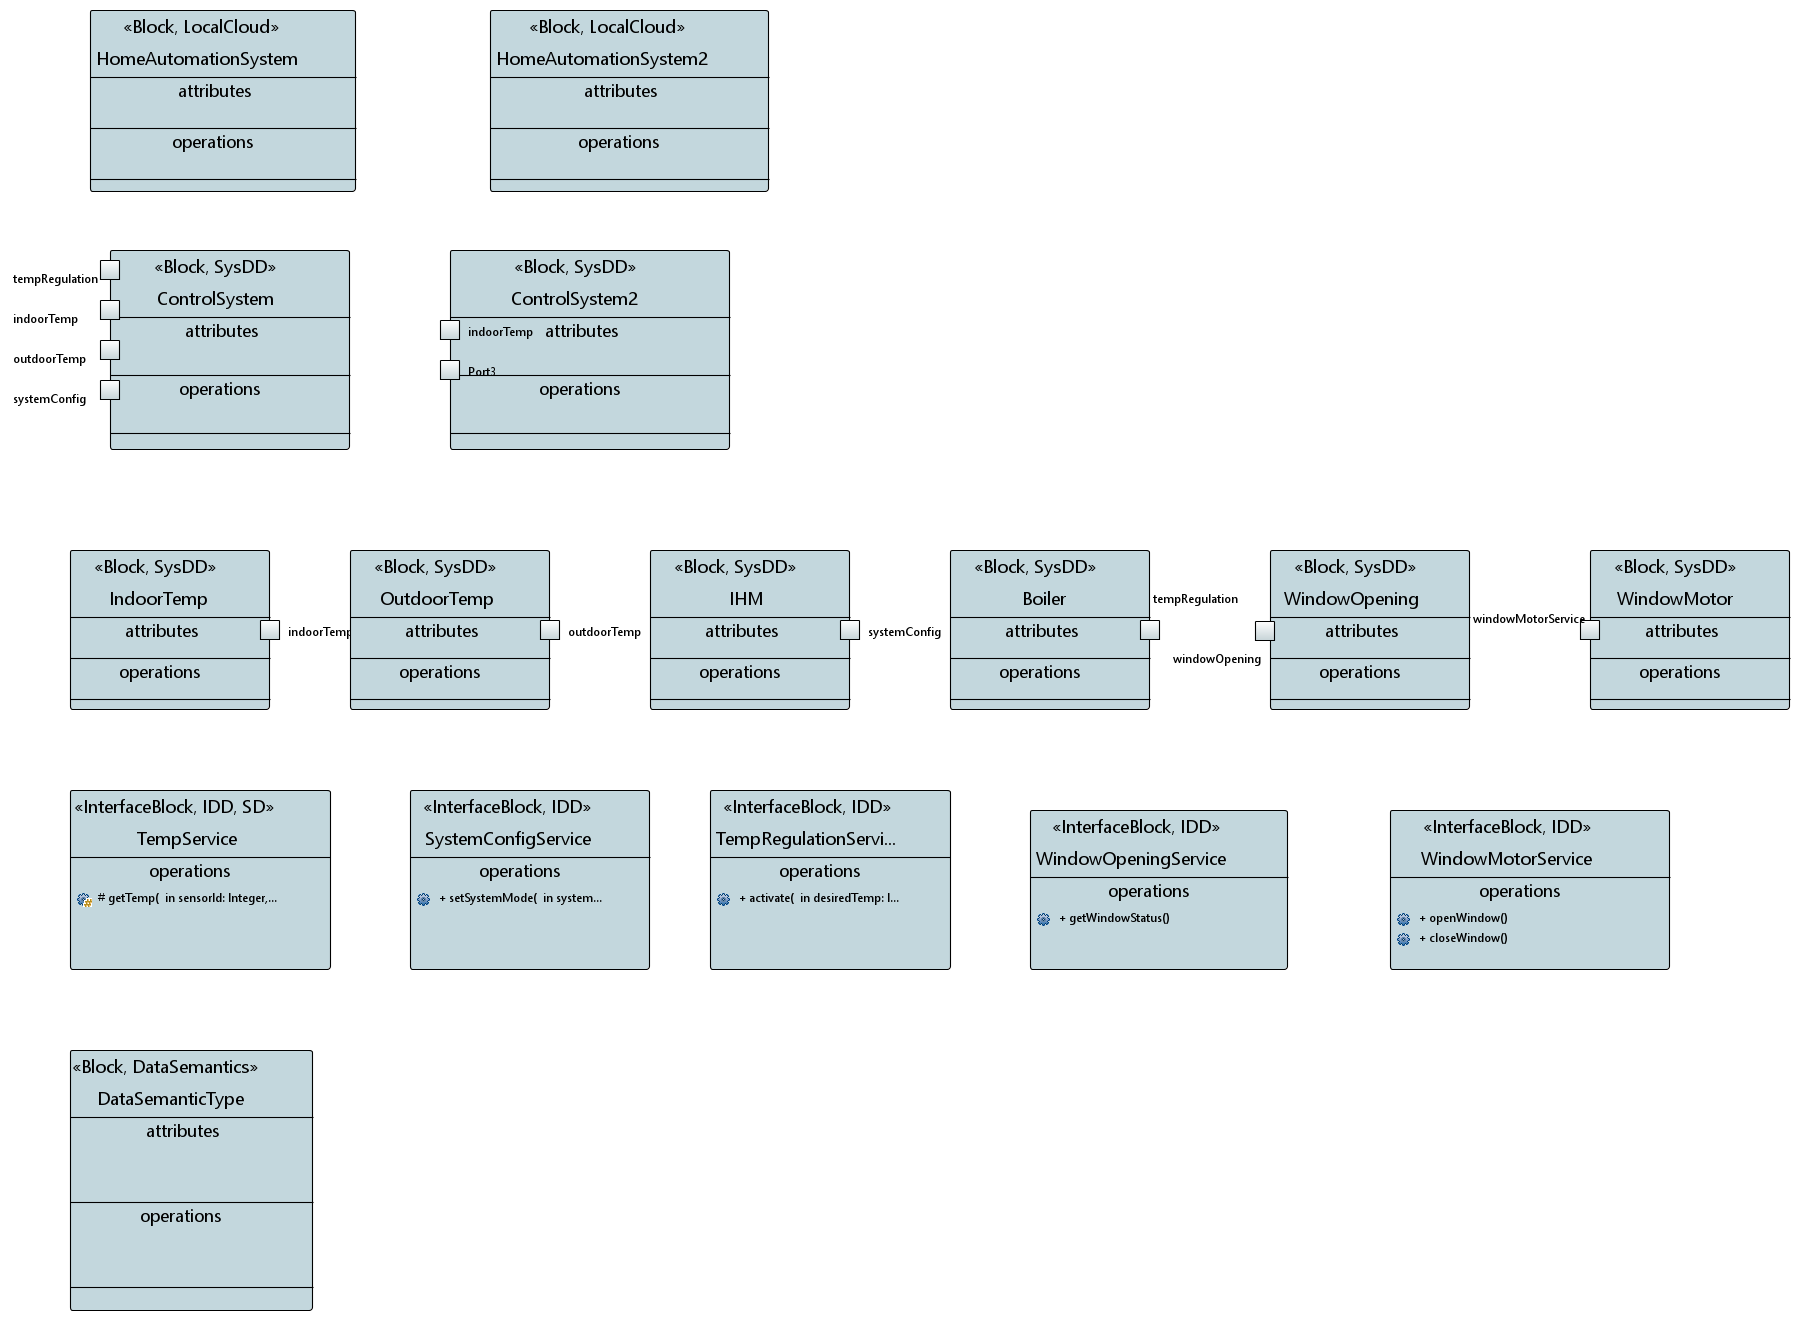 «Block, LocalCloud»
HomeAutomationSystem
attributes
operations
«Block, LocalCloud»
HomeAutomationSystem2
attributes
operations
tempRegulation
indoorTemp
outdoorTemp
systemConfig
«Block, SysDD»
ControlSystem
attributes
operations
«Block, SysDD»
ControlSystem2
indoorTemp
attributes
Port3
operations
«Block, SysDD»
IndoorTemp
attributes
operations
indoorTemp
«Block, SysDD»
OutdoorTemp
attributes
operations
outdoorTemp
«Block, SysDD»
IHM
attributes
operations
systemConfig
«Block, SysDD»
Boiler
attributes
operations
tempRegulation
windowOpening
«Block, SysDD»
WindowOpening
attributes
operations
windowMotorService
«Block, SysDD»
WindowMotor
attributes
operations
«InterfaceBlock, IDD, SD»
TempService
operations
# getTemp( in sensorId: Integer,...
«InterfaceBlock, IDD»
SystemConfigService
operations
+ setSystemMode( in system...
«InterfaceBlock, IDD»
TempRegulationServi...
operations
+ activate( in desiredTemp: I...
«InterfaceBlock, IDD»
WindowOpeningService
operations
+ getWindowStatus()
«InterfaceBlock, IDD»
WindowMotorService
operations
+ openWindow()
+ closeWindow()
«Block, DataSemantics»
DataSemanticType
attributes
operations